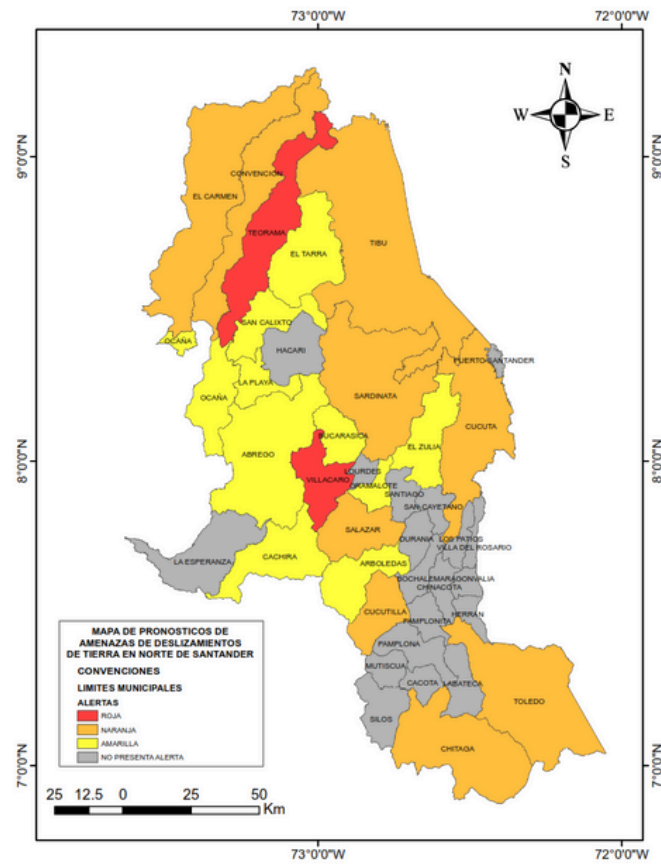 73°0'0"W
72°0'0"W
N
W
E
S
9°0'0"N
9°0'0"N
CONVENCIÓN
EL CARMEN
TEORAMA
TIBU
EL TARRA
SAN CALIXTO
OCAÑA
HACARI
PUERTO SANTANDER
LA PLAYA
OCAÑA
SARDINATA
CUCUTA
BUCARASICA
EL ZULIA
ABREGO
8°0'0"N
8°0'0"N
LOURDES
VILLACARO
GRAMALOTE
SANTIAGO
SAN CAYETANO
SALAZAR
DURANIA
LOS PATIOS
VILLA DEL ROSARIO
CACHIRA
LA ESPERANZA
ARBOLEDAS
BOCHALEMA
RAGONVALIA
CHINACOTA
CUCUTILLA
PAMPLONITA
HERRÁN
PAMPLONA
MUTISCUA
CACOTA
LABATECA
TOLEDO
SILOS
CHITAGA
MAPA DE PRONOSTICOS DE
AMENAZAS DE DESLIZAMIENTOS
DE TIERRA EN NORTE DE SANTANDER
CONVENCIONES
LIMITES MUNICIPALES
ALERTAS
ROJA
NARANJA
AMARILLA
NO PRESENTA ALERTA
7°0'0"N
7°0'0"N
25 12.5 0 25 50
Km
73°0'0"W
72°0'0"W